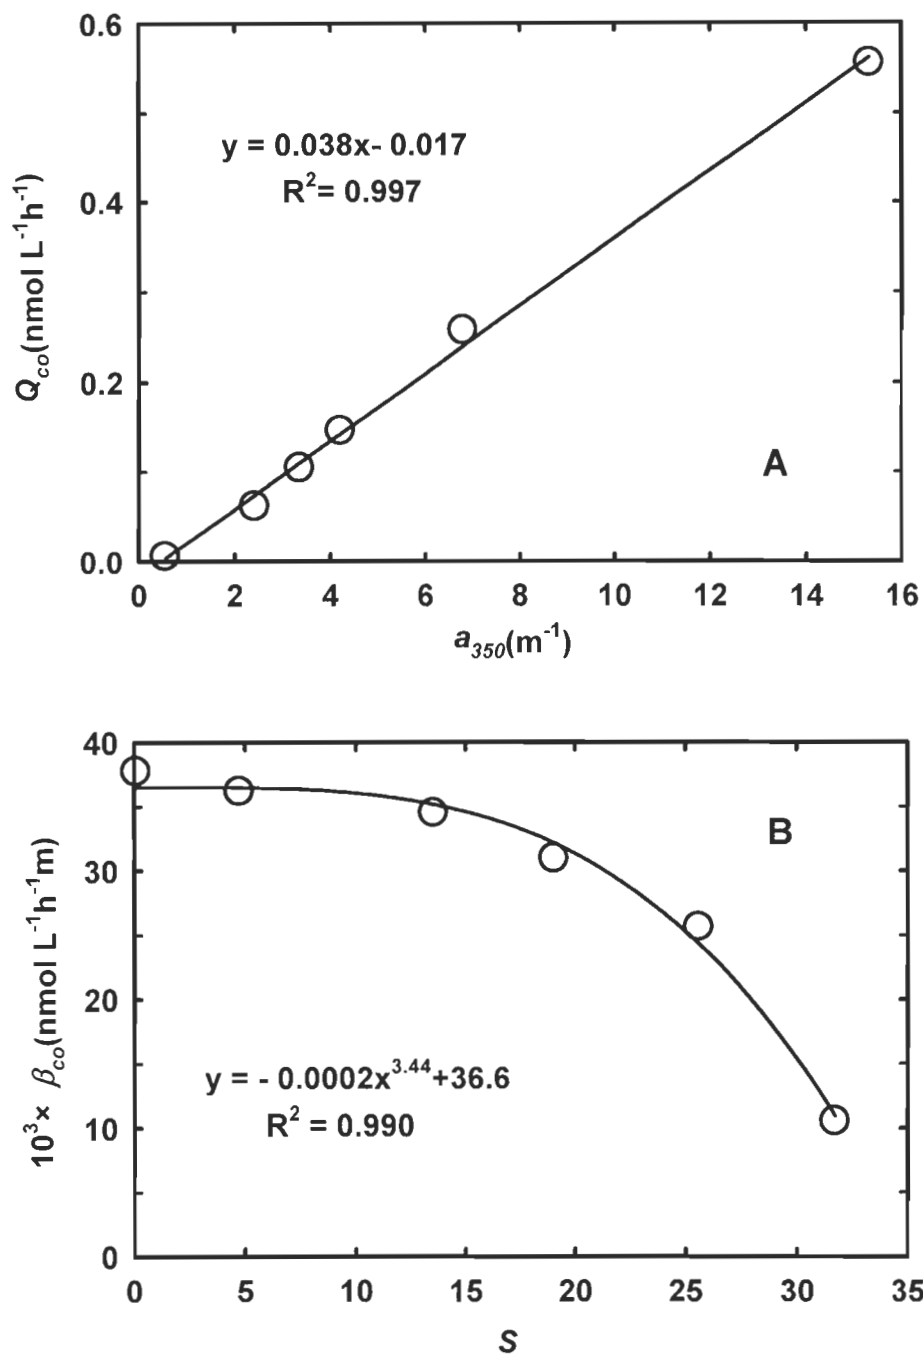 0.6
y = 0.038x- 0.017
R²= 0.997
0.4
Q_co(nmol L⁻¹h⁻¹)
0.2
A
0.0
0 2 4 6 8 10 12 14 16
a₃₅₀(m⁻¹)
40
B
30
10³× β_co(nmol L⁻¹h⁻¹m)
20
y = - 0.0002x³·⁴⁴+36.6
R² = 0.990
10
0
0 5 10 15 20 25 30 35
S